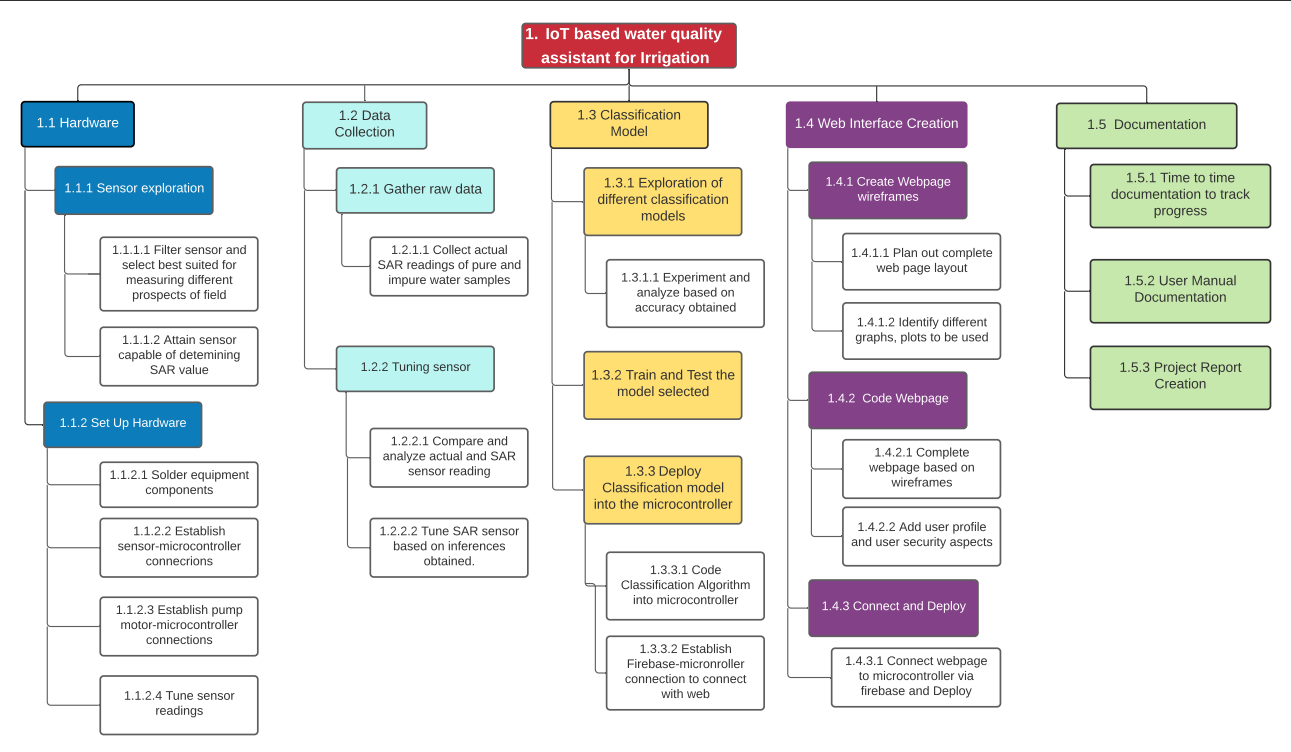 1. IoT based water quality
assistant for Irrigation
1.1 Hardware
1.1.1 Sensor exploration
1.1.1.1 Filter sensor and
select best suited for
measuring different
prospects of field
1.1.1.2 Attain sensor
capable of detemining
SAR value
1.1.2 Set Up Hardware
1.1.2.1 Solder equipment
components
1.1.2.2 Establish
sensor-microcontroller
connecrions
1.1.2.3 Establish pump
motor-microcontroller
connections
1.1.2.4 Tune sensor
readings
1.2 Data
Collection
1.2.1 Gather raw data
1.2.1.1 Collect actual
SAR readings of pure and
impure water samples
1.2.2 Tuning sensor
1.2.2.1 Compare and
analyze actual and SAR
sensor reading
1.2.2.2 Tune SAR sensor
based on inferences
obtained.
1.3 Classification
Model
1.3.1 Exploration of
different classification
models
1.3.1.1 Experiment and
analyze based on
accuracy obtained
1.3.2 Train and Test the
model selected
1.3.3 Deploy
Classification model
into the microcontroller
1.3.3.1 Code
Classification Algorithm
into microcontroller
1.3.3.2 Establish
Firebase-micronroller
connection to connect
with web
1.4 Web Interface Creation
1.4.1 Create Webpage
wireframes
1.4.1.1 Plan out complete
web page layout
1.4.1.2 Identify different
graphs, plots to be used
1.4.2 Code Webpage
1.4.2.1 Complete
webpage based on
wireframes
1.4.2.2 Add user profile
and user security aspects
1.4.3 Connect and Deploy
1.4.3.1 Connect webpage
to microcontroller via
firebase and Deploy
1.5 Documentation
1.5.1 Time to time
documentation to track
progress
1.5.2 User Manual
Documentation
1.5.3 Project Report
Creation